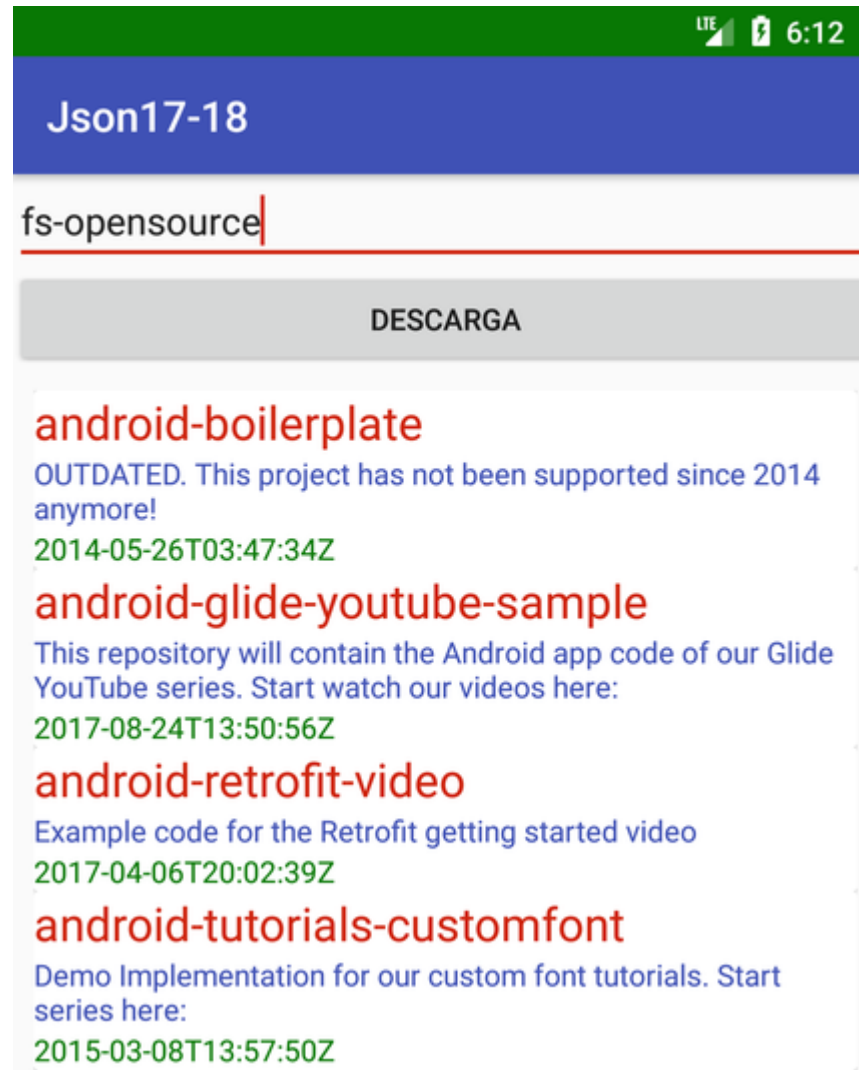 LTE 6:12
Json17-18
fs-opensource
DESCARGA
android-boilerplate
OUTDATED. This project has not been supported since 2014
anymore!
2014-05-26T03:47:34Z
android-glide-youtube-sample
This repository will contain the Android app code of our Glide
YouTube series. Start watch our videos here:
2017-08-24T13:50:56Z
android-retrofit-video
Example code for the Retrofit getting started video
2017-04-06T20:02:39Z
android-tutorials-customfont
Demo Implementation for our custom font tutorials. Start
series here:
2015-03-08T13:57:50Z